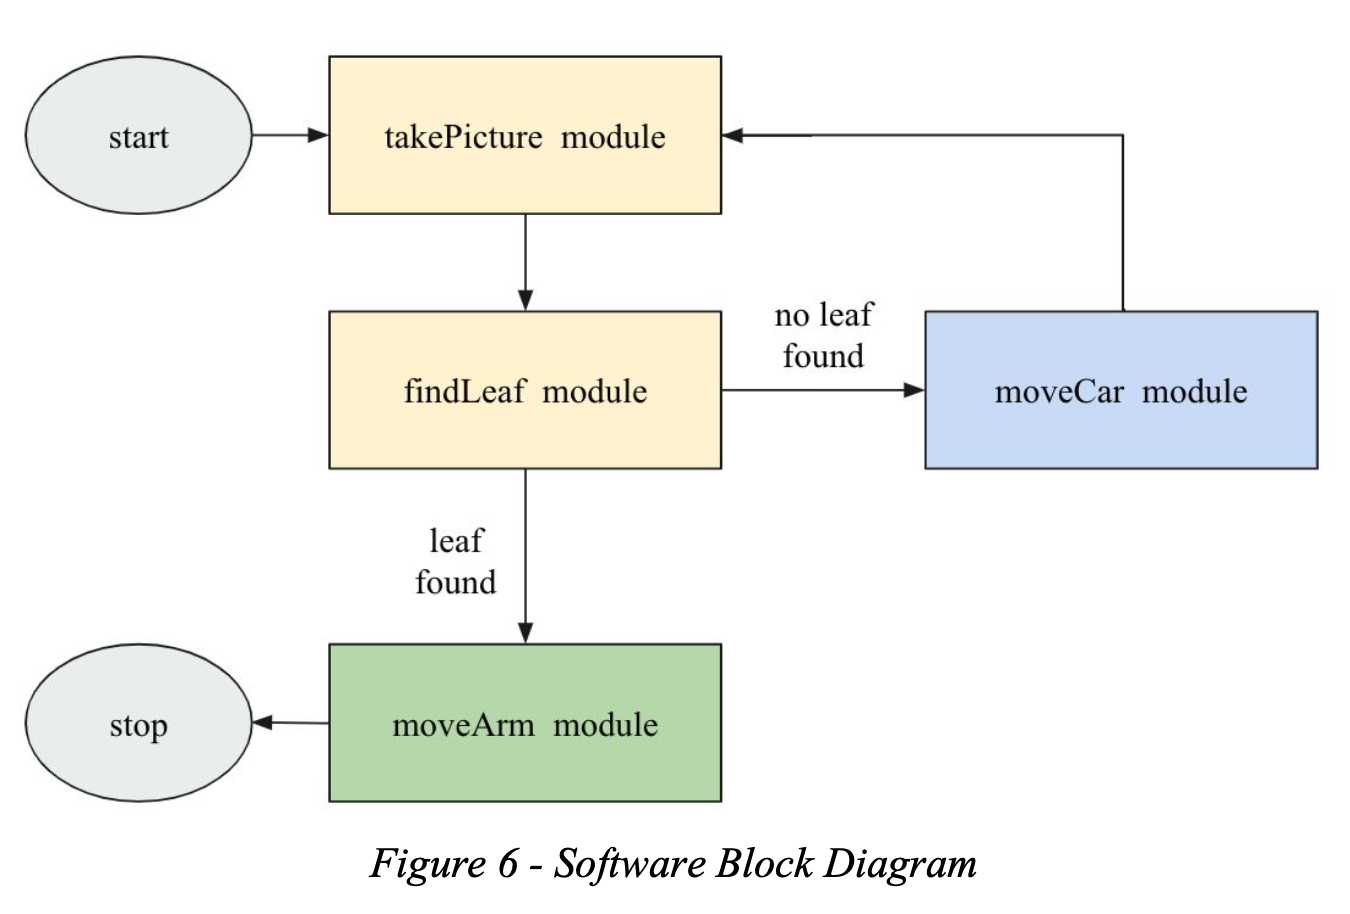 start
takePicture module
no leaf
found
findLeaf module
moveCar module
leaf
found
stop
moveArm module
Figure 6 - Software Block Diagram